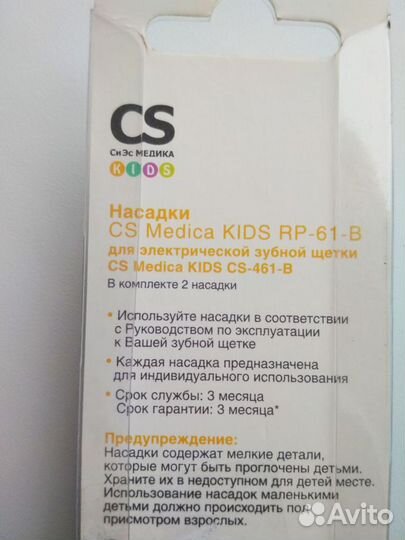 CS
СиЭс МЕДИКА
KIDS
Насадки
CS Medica KIDS RP-61-B
для электрической зубной щетки
CS Medica KIDS CS-461-B
В комплекте 2 насадки
• Используйте насадки в соответствии
с Руководством по эксплуатации
к Вашей зубной щетке
• Каждая насадка предназначена
для индивидуального использования
• Срок службы: 3 месяца
Срок гарантии: 3 месяца*
Предупреждение:
Насадки содержат мелкие детали,
которые могут быть проглочены детьми.
Храните их в недоступном для детей месте.
Использование насадок маленькими
детьми должно происходить под
присмотром взрослых.
Avito